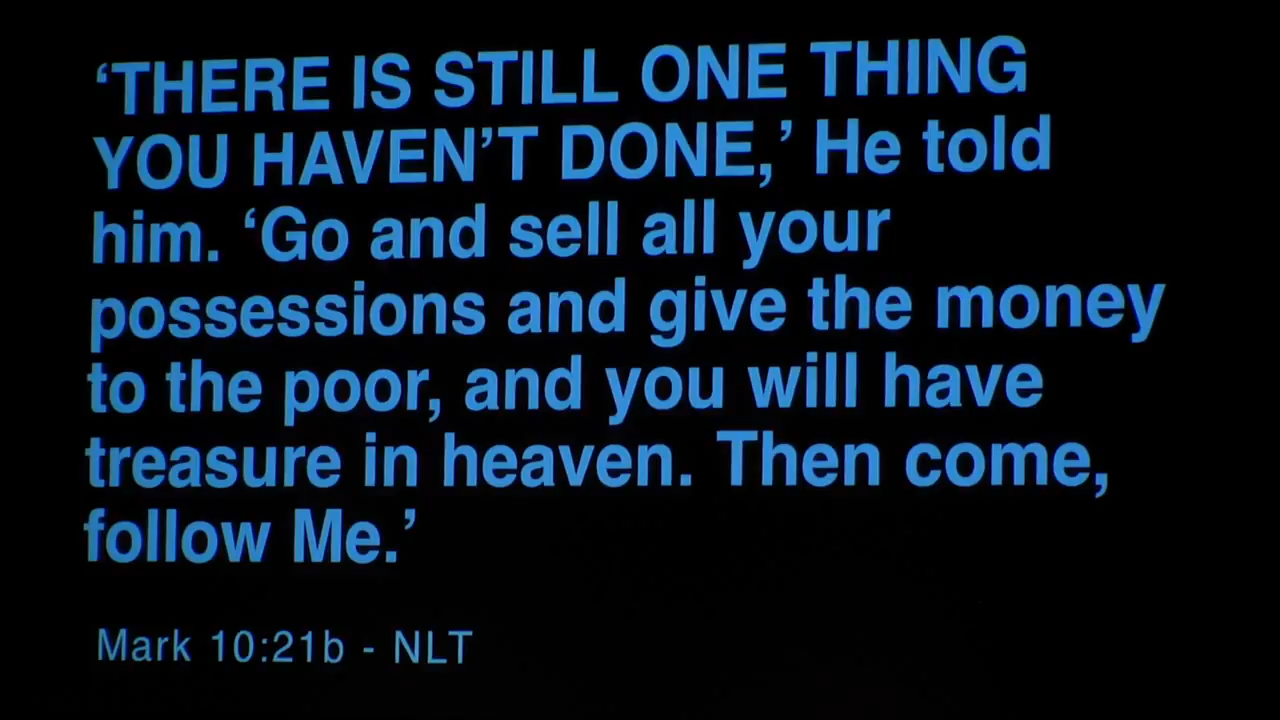 ‘THERE IS STILL ONE THING
YOU HAVEN’T DONE,’ He told
him. ‘Go and sell all your
possessions and give the money
to the poor, and you will have
treasure in heaven. Then come,
follow Me.’
Mark 10:21b - NLT